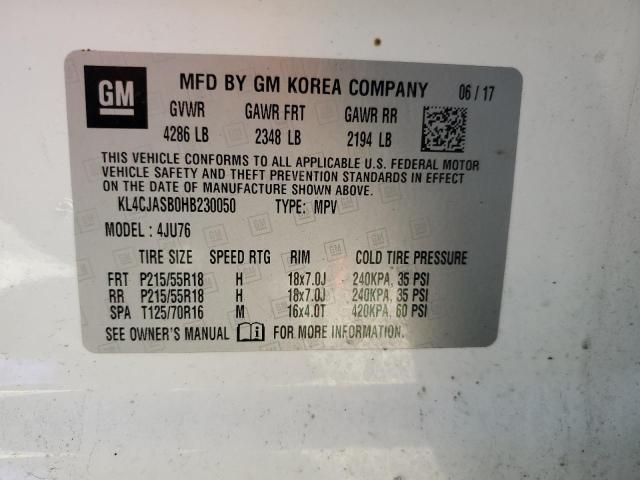 GM
MFD BY GM KOREA COMPANY 06/17
GVWR GAWR FRT GAWR RR
4286 LB 2348 LB 2194 LB
THIS VEHICLE CONFORMS TO ALL APPLICABLE U.S. FEDERAL MOTOR
VEHICLE SAFETY AND THEFT PREVENTION STANDARDS IN EFFECT
ON THE DATE OF MANUFACTURE SHOWN ABOVE.
KL4CJASB0HB230050 TYPE: MPV
MODEL: 4JU76
TIRE SIZE SPEED RTG RIM COLD TIRE PRESSURE
FRT P215/55R18 H 18x7.0J 240KPA, 35 PSI
RR P215/55R18 H 18x7.0J 240KPA, 35 PSI
SPA T125/70R16 M 16x4.0T 420KPA, 60 PSI
SEE OWNER'S MANUAL FOR MORE INFORMATION.